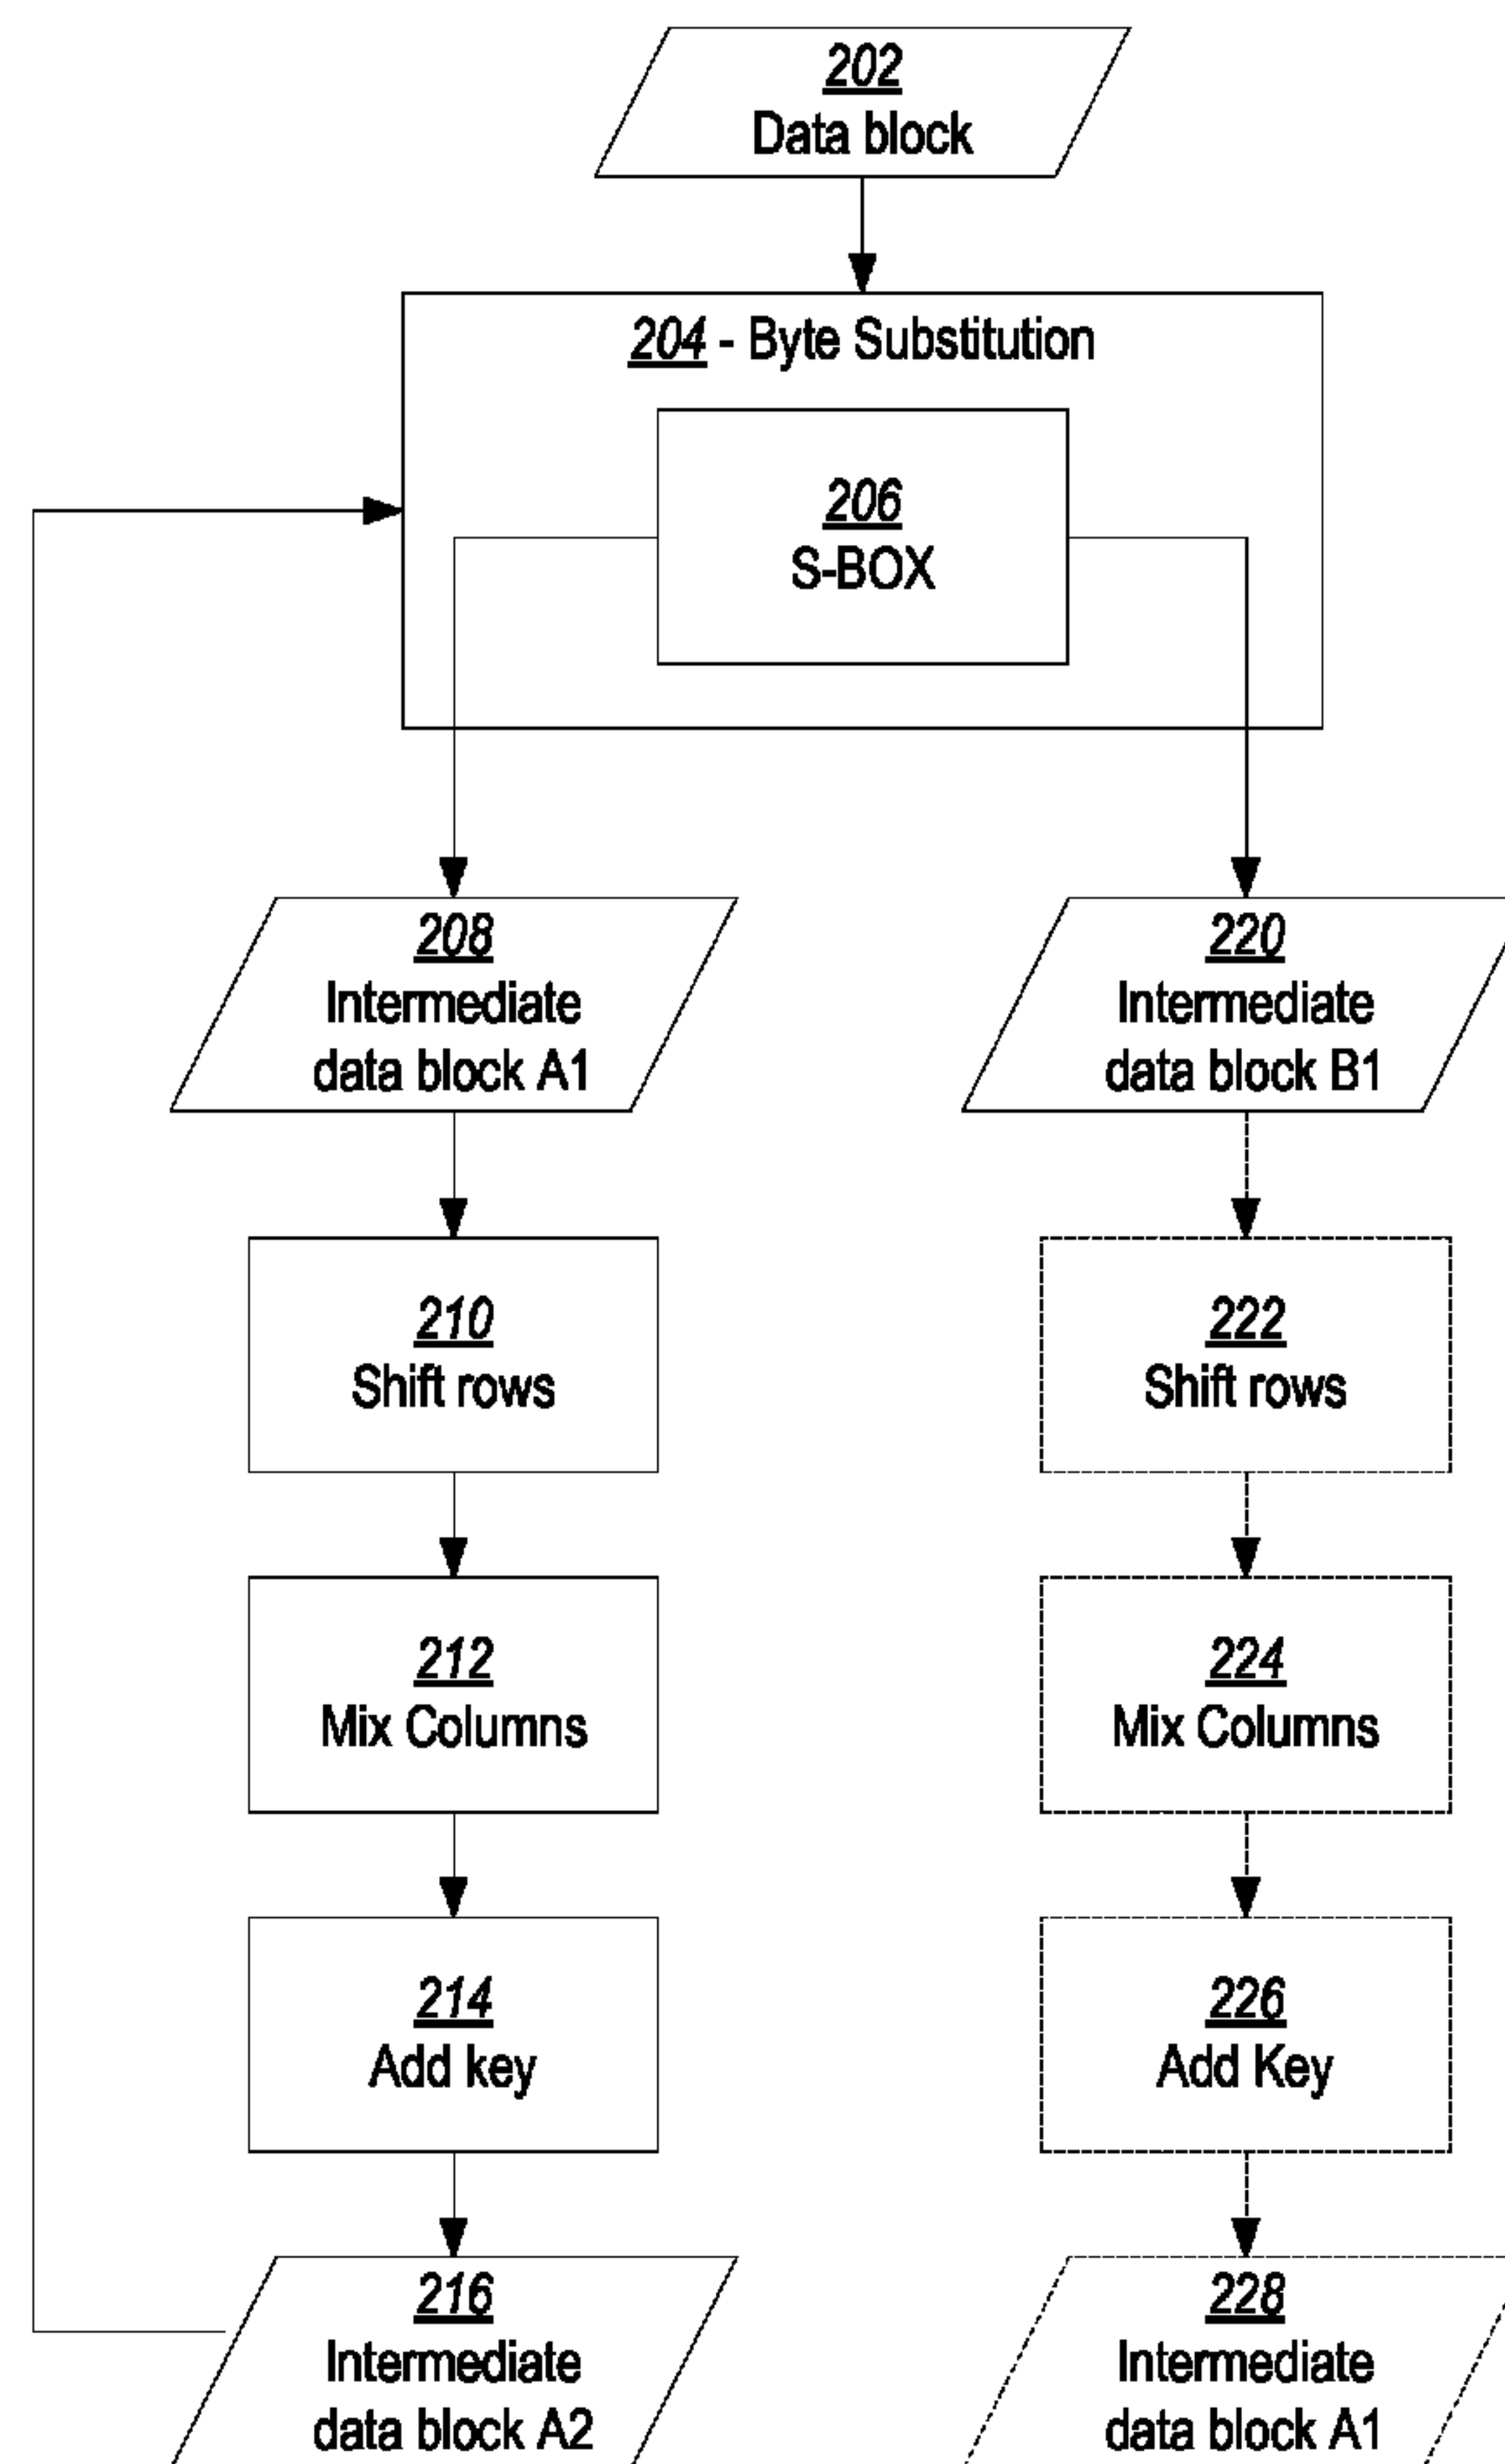 202
Data block
204 - Byte Substitution
206
S-BOX
208
Intermediate
data block A1
220
Intermediate
data block B1
210
Shift rows
222
Shift rows
212
Mix Columns
224
Mix Columns
214
Add key
226
Add Key
216
Intermediate
data block A2
228
Intermediate
data block A1